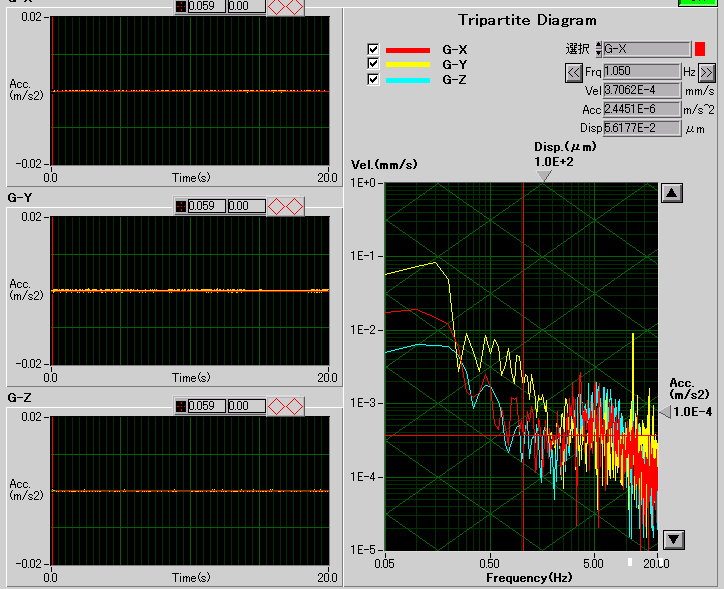 G-X
0.059 0.00
0.02
Acc.
(m/s2)
-0.02
0.0 Time(s) 20.0
G-Y
0.059 0.00
0.02
Acc.
(m/s2)
-0.02
0.0 Time(s) 20.0
G-Z
0.059 0.00
0.02
Acc.
(m/s2)
-0.02
0.0 Time(s) 20.0
Tripartite Diagram
G-X
G-Y
G-Z
選択 G-X
<< Frq 1.050 Hz >>
Vel 3.7062E-4 mm/s
Acc 2.4451E-6 m/s^2
Disp 5.6177E-2 μm
Disp.(μm)
1.0E+2
Vel.(mm/s)
1E+0
1E-1
1E-2
1E-3
1E-4
1E-5
Acc.
(m/s2)
1.0E-4
0.05 0.50 5.00 20.00
Frequency(Hz)